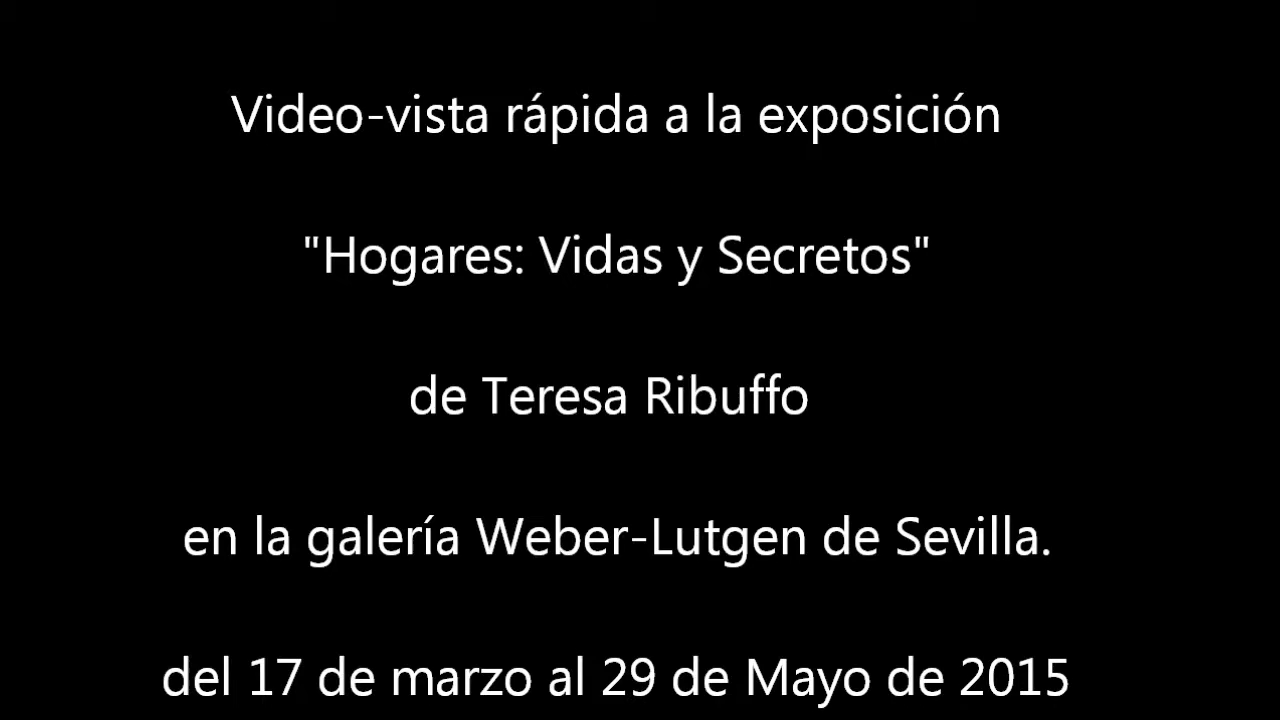 Video-vista rápida a la exposición
"Hogares: Vidas y Secretos"
de Teresa Ribuffo
en la galería Weber-Lutgen de Sevilla.
del 17 de marzo al 29 de Mayo de 2015